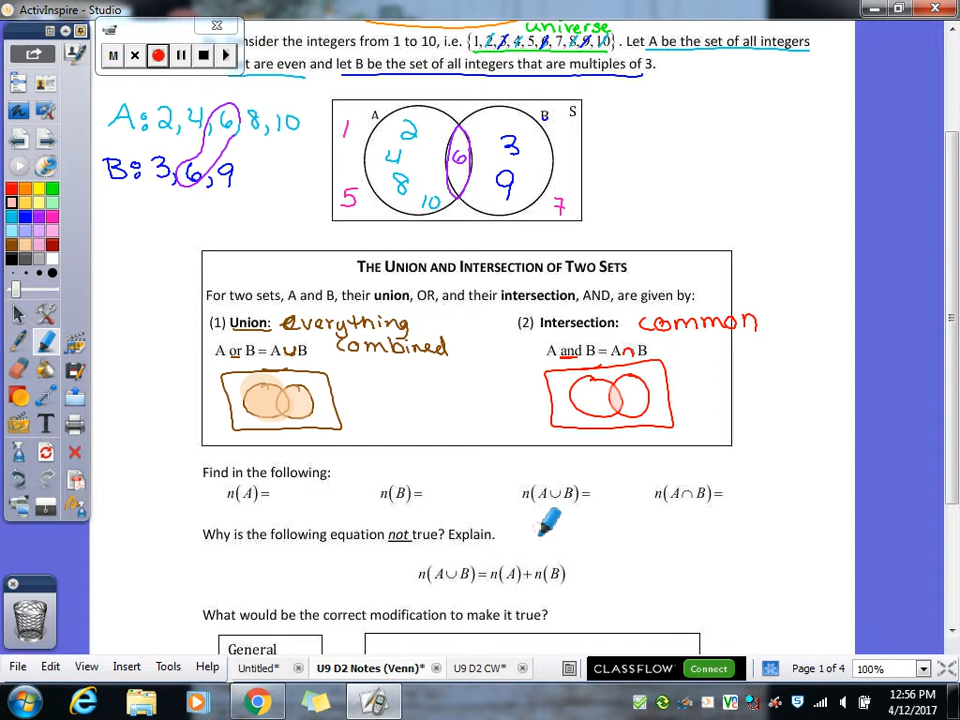 ActivInspire - Studio
universe
nsider the integers from 1 to 10, i.e. {1, 2, 3, 4, 5, 6, 7, 8, 9, 10}. Let A be the set of all integers
t are even and let B be the set of all integers that are multiples of 3.
M
A: 2, 4, 6, 8, 10
B: 3, 6, 9
A B S
1 2 3
4 6
5 8 9
10 7
THE UNION AND INTERSECTION OF TWO SETS
For two sets, A and B, their union, OR, and their intersection, AND, are given by:
(1) Union: everything combined
(2) Intersection: common
A or B = A ∪ B
A and B = A ∩ B
Find in the following:
n(A)= n(B)= n(A∪B)= n(A∩B)=
Why is the following equation not true? Explain.
n(A∪B)=n(A)+n(B)
What would be the correct modification to make it true?
General
File Edit View Insert Tools Help Untitled* U9 D2 Notes (Venn)* U9 D2 CW* CLASSFLOW Connect Page 1 of 4 100%
12:56 PM
4/12/2017